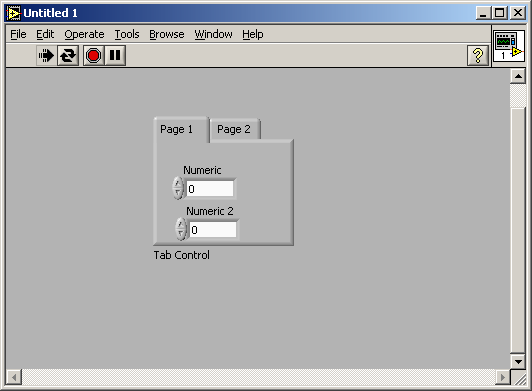 Untitled 1
File Edit Operate Tools Browse Window Help
? 1
Page 1 Page 2
Numeric
0
Numeric 2
0
Tab Control